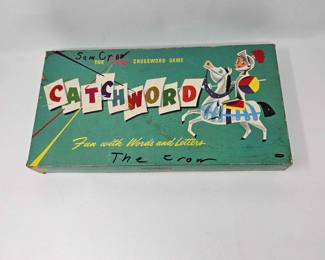 Sam Crow
THE CROSSWORD GAME
CATCHWORD
Fun with Words and Letters
The Crow